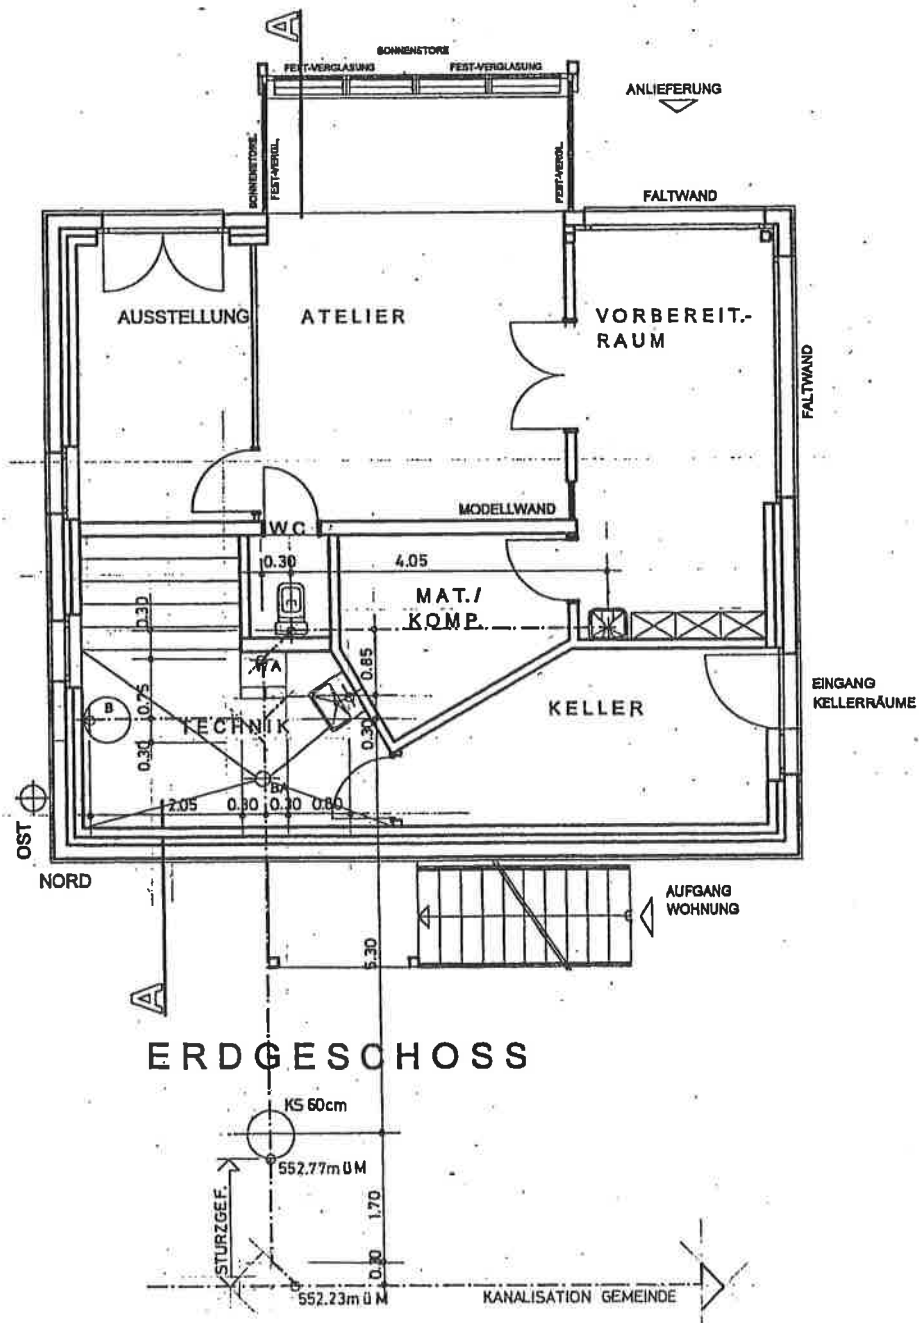 A
SONNENSTORE
FEST-VERGLASUNG
FEST-VERGLASUNG
ANLIEFERUNG
SONNENSTORE.
FEST-VERGL.
FEST-VERGL.
FALTWAND
AUSSTELLUNG
ATELIER
VORBEREIT.-
RAUM
FALTWAND
MODELLWAND
WC
0.30
4.05
MAT./
KOMP.
0.30
WA
0.85
0.75
B
TECHNIK
KELLER
EINGANG
KELLERRÄUME
0.30
0.30
BA
2.05
0.30
0.30
0.80
OST
NORD
AUFGANG
WOHNUNG
5.30
A
ERDGESCHOSS
KS 60cm
552.77m ü M
STURZGEF.
1.70
0.30
552.23m ü M
KANALISATION GEMEINDE